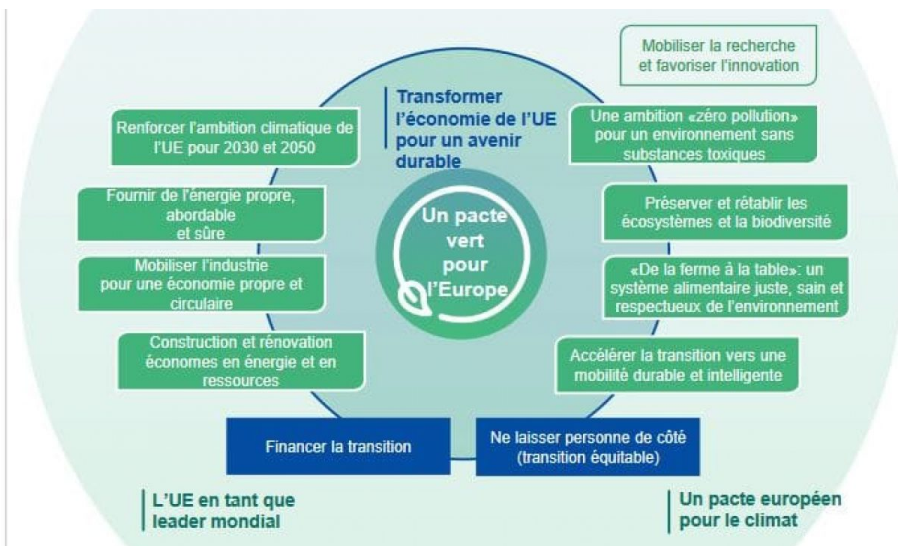 Mobiliser la recherche
et favoriser l'innovation
Transformer
l'économie de l'UE
pour un avenir
durable
Renforcer l'ambition climatique de
l'UE pour 2030 et 2050
Fournir de l'énergie propre,
abordable
et sûre
Mobiliser l'industrie
pour une économie propre et
circulaire
Construction et rénovation
économes en énergie et en
ressources
Un pacte
vert
pour
l'Europe
Une ambition «zéro pollution»
pour un environnement sans
substances toxiques
Préserver et rétablir les
écosystèmes et la biodiversité
«De la ferme à la table»: un
système alimentaire juste, sain et
respectueux de l'environnement
Accélérer la transition vers une
mobilité durable et intelligente
Financer la transition
Ne laisser personne de côté
(transition équitable)
L'UE en tant que
leader mondial
Un pacte européen
pour le climat